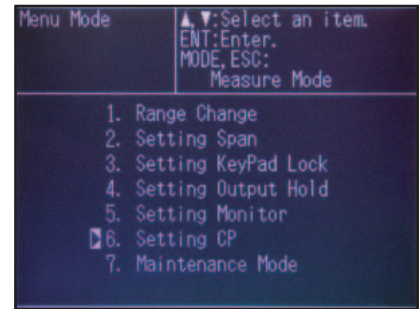 Menu Mode
▲,▼:Select an item.
ENT:Enter.
MODE,ESC:
Measure Mode
1. Range Change
2. Setting Span
3. Setting KeyPad Lock
4. Setting Output Hold
5. Setting Monitor
6. Setting CP
7. Maintenance Mode